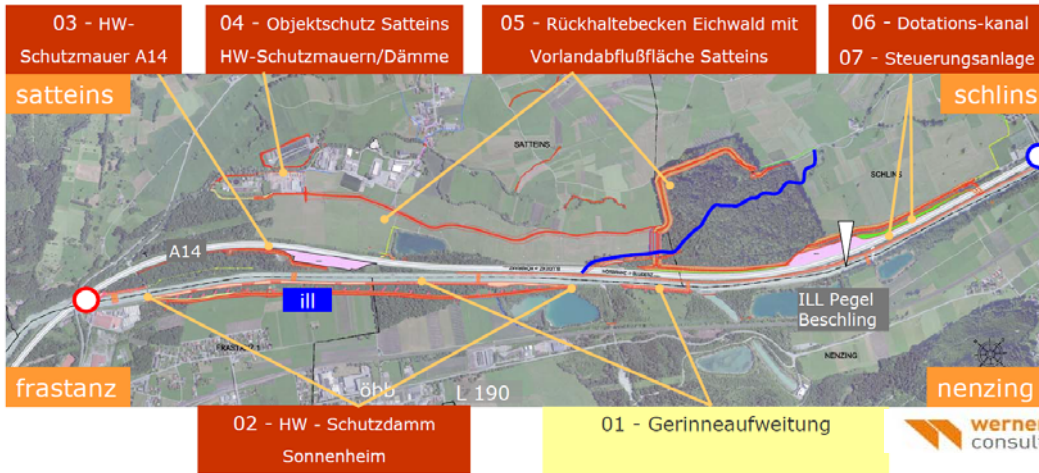 03 - HW-
Schutzmauer A14
04 - Objektschutz Satteins
HW-Schutzmauern/Dämme
05 - Rückhaltebecken Eichwald mit
Vorlandabflußfläche Satteins
06 - Dotations-kanal
07 - Steuerungsanlage
satteins
schlins
SATTEINS
SCHLINS
A14
ill
ILL Pegel
Beschling
NENZING
frastanz
öbb
L 190
nenzing
02 - HW - Schutzdamm
Sonnenheim
01 - Gerinneaufweitung
werner
consult